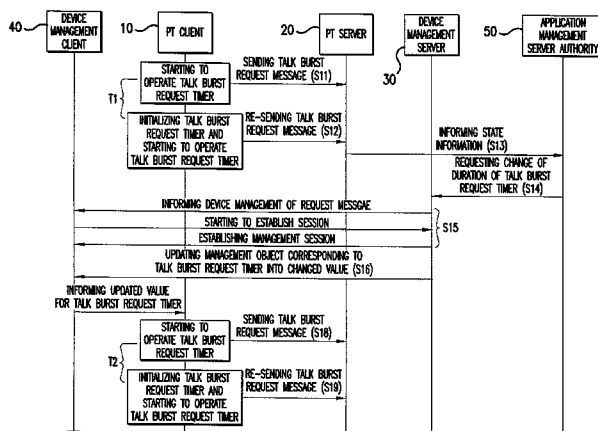 40
DEVICE
MANAGEMENT
CLIENT
10
PT CLIENT
20
PT SERVER
DEVICE
MANAGEMENT
SERVER
30
50
APPLICATION
MANAGEMENT
SERVER AUTHORITY
T1
STARTING TO
OPERATE TALK BURST
REQUEST TIMER
SENDING TALK BURST
REQUEST MESSAGE (S11)
INITIALIZING TALK BURST
REQUEST TIMER AND
STARTING TO OPERATE
TALK BURST REQUEST TIMER
RE-SENDING TALK BURST
REQUEST MESSAGE (S12)
INFORMING STATE
INFORMATION (S13)
REQUESTING CHANGE OF
DURATION OF TALK BURST
REQUEST TIMER (S14)
INFORMING DEVICE MANAGEMENT OF REQUEST MESSGAE
STARTING TO ESTABLISH SESSION
ESTABLISHING MANAGEMENT SESSION
S15
UPDATING MANAGEMENT OBJECT CORRESPONDING TO
TALK BURST REQUEST TIMER INTO CHANGED VALUE (S16)
INFORMING UPDATED VALUE
FOR TALK BURST REQUEST TIMER
T2
STARTING TO
OPERATE TALK BURST
REQUEST TIMER
SENDING TALK BURST
REQUEST MESSAGE (S18)
INITIALIZING TALK BURST
REQUEST TIMER AND
STARTING TO OPERATE
TALK BURST REQUEST TIMER
RE-SENDING TALK BURST
REQUEST MESSAGE (S19)